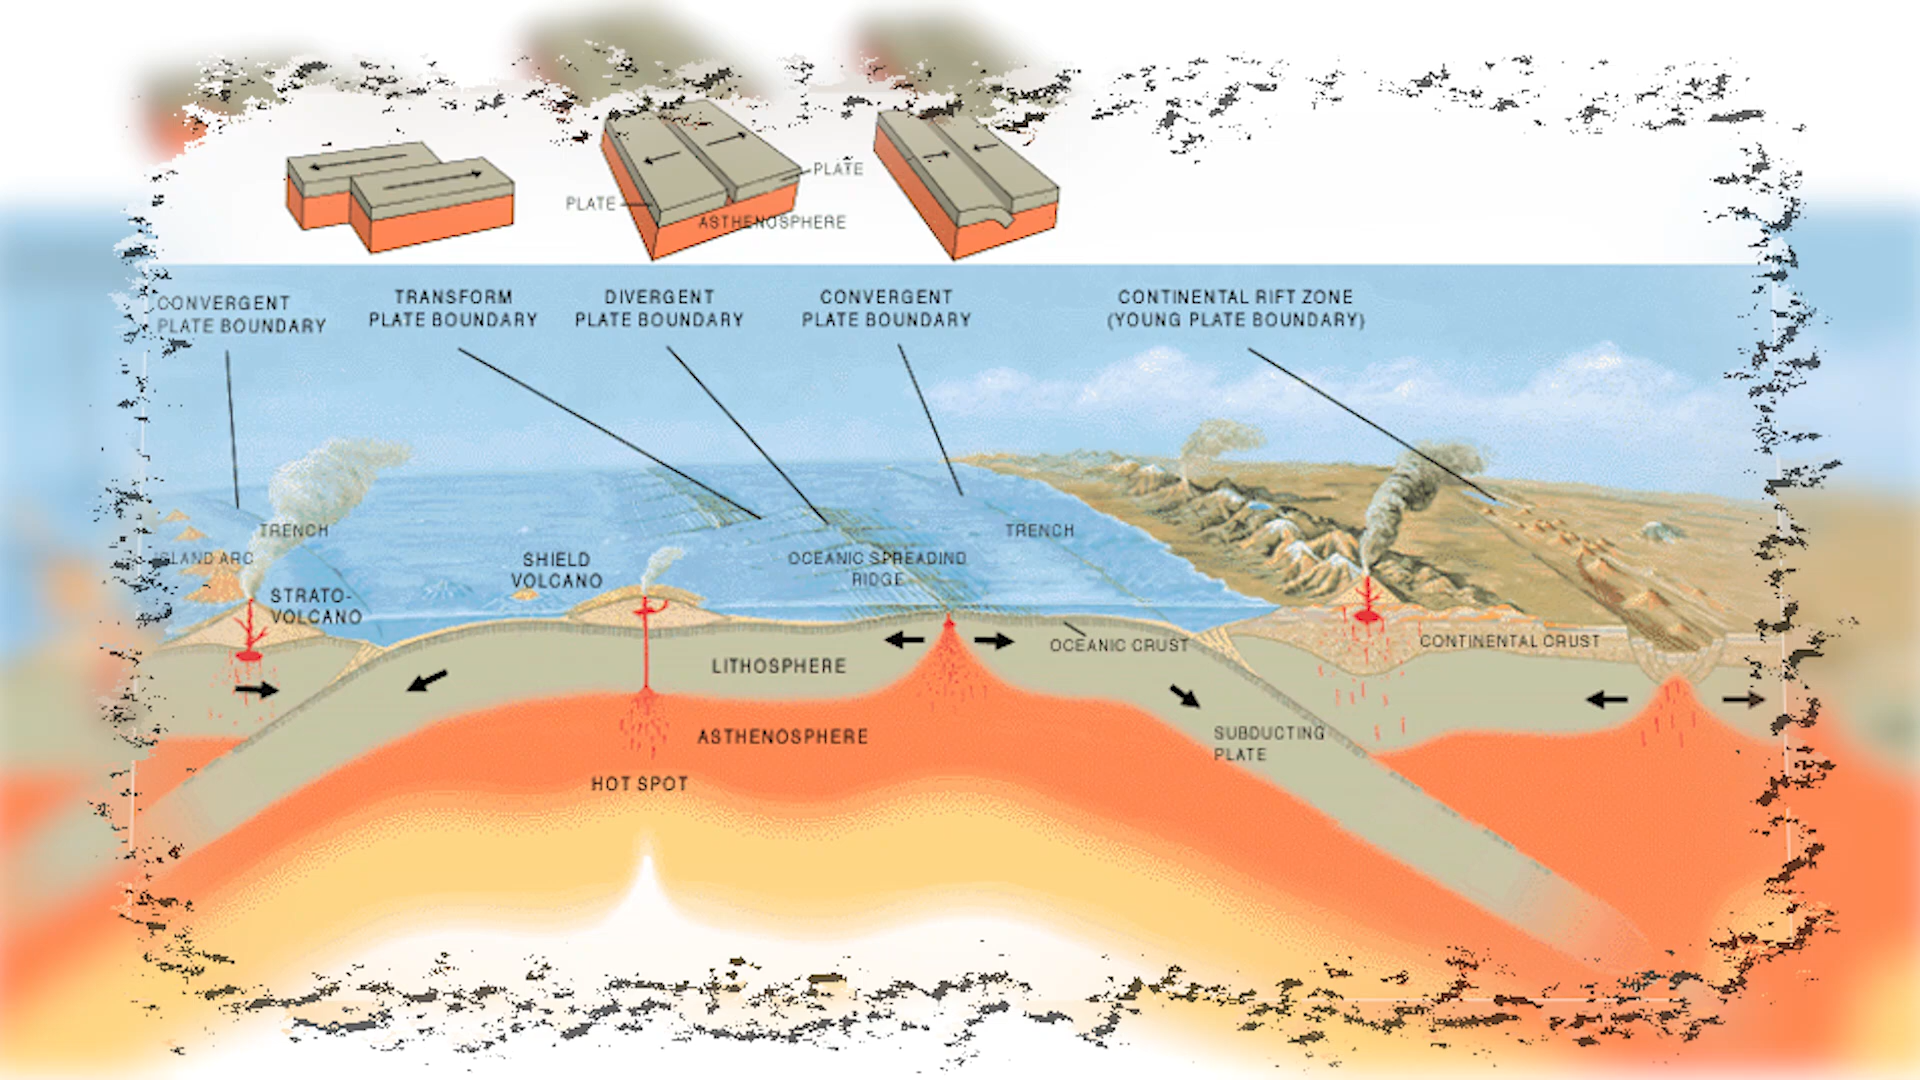 PLATE
PLATE
ASTHENOSPHERE
CONVERGENT
PLATE BOUNDARY
TRANSFORM
PLATE BOUNDARY
DIVERGENT
PLATE BOUNDARY
CONVERGENT
PLATE BOUNDARY
CONTINENTAL RIFT ZONE
(YOUNG PLATE BOUNDARY)
TRENCH
ISLAND ARC
STRATO-
VOLCANO
SHIELD
VOLCANO
OCEANIC SPREADING
RIDGE
TRENCH
LITHOSPHERE
OCEANIC CRUST
CONTINENTAL CRUST
ASTHENOSPHERE
SUBDUCTING
PLATE
HOT SPOT